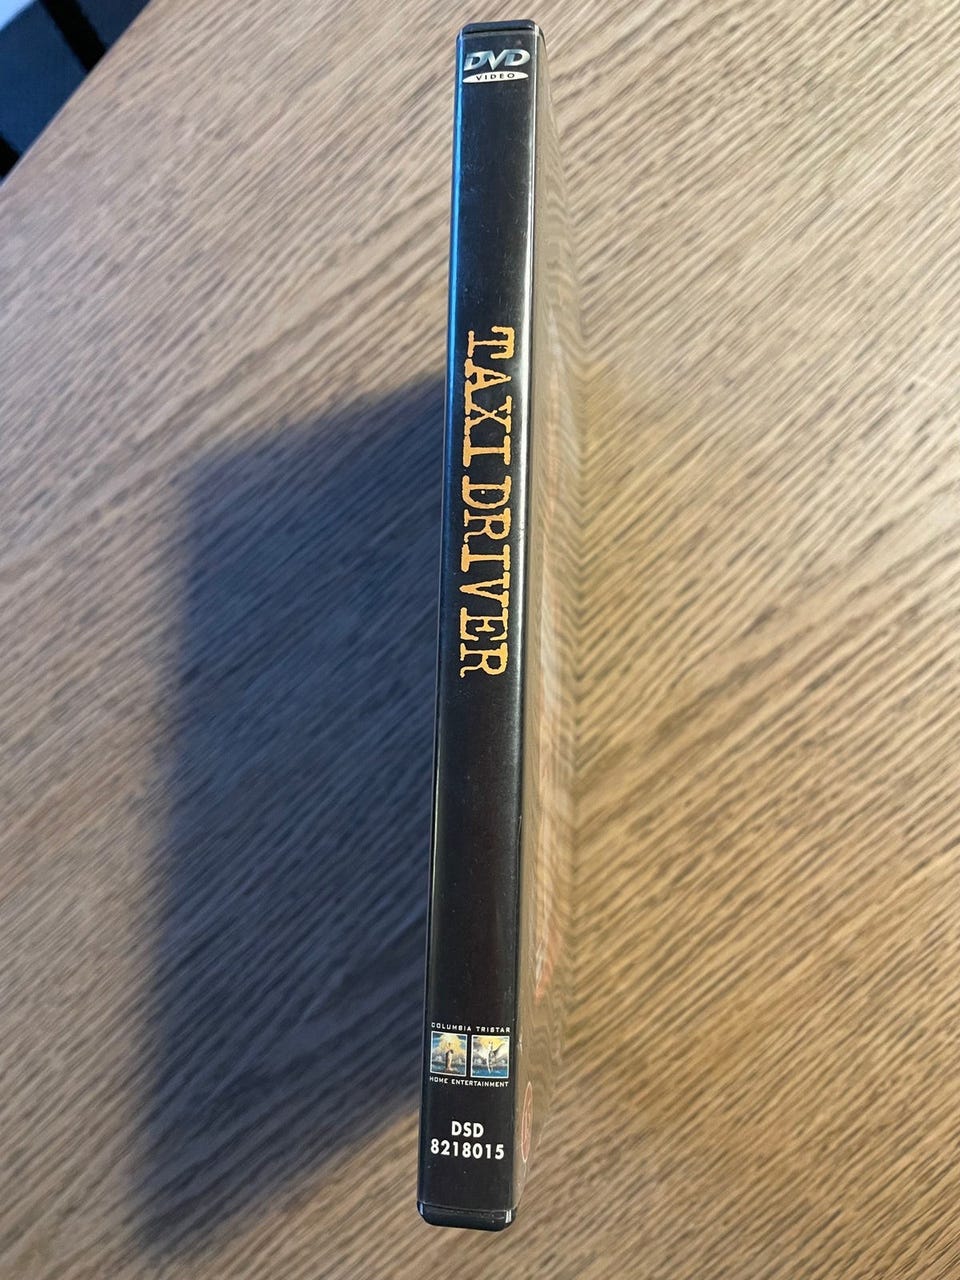 DVD
VIDEO
TAXI DRIVER
COLUMBIA TRISTAR
HOME ENTERTAINMENT
DSD
8218015